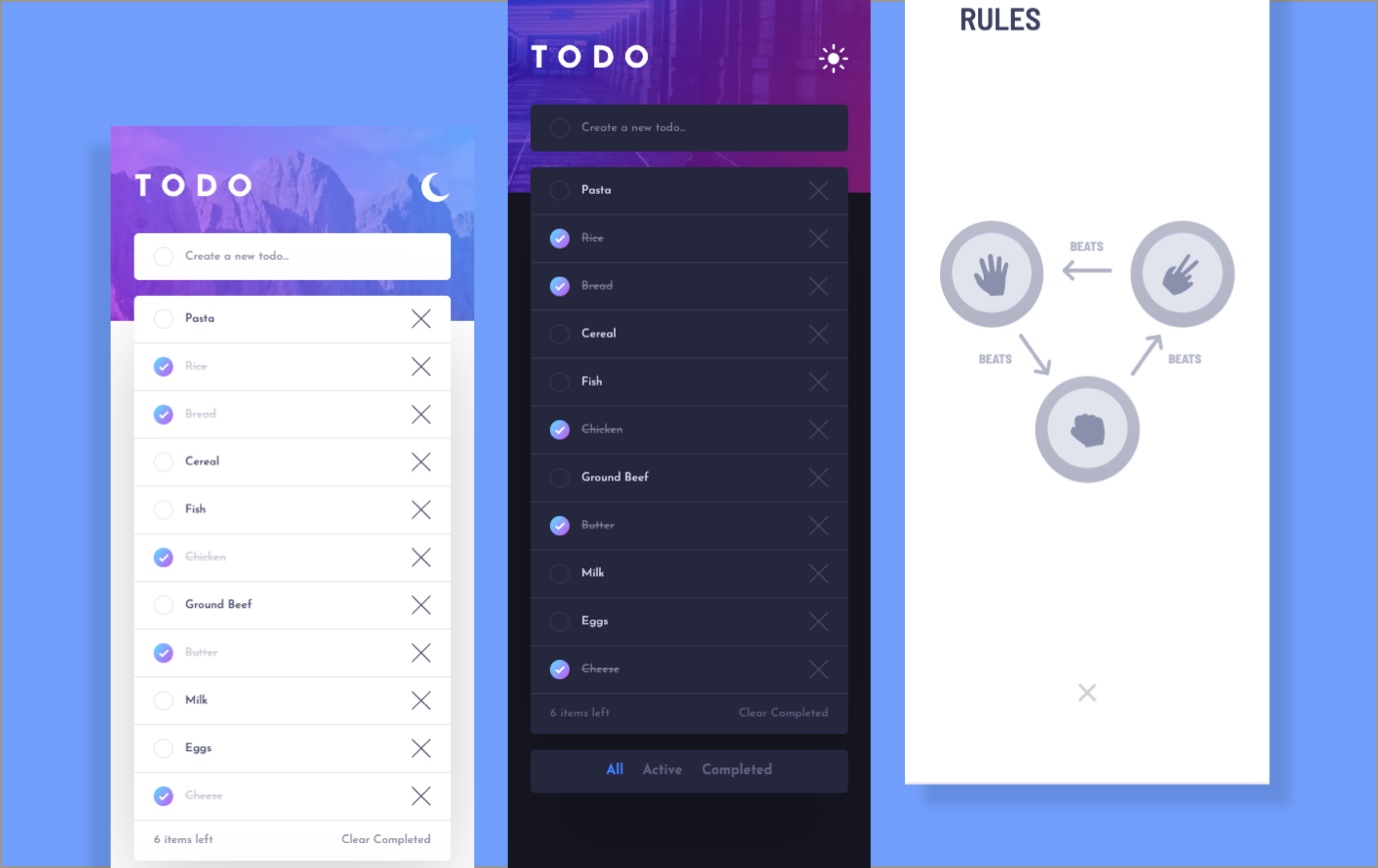 TODO
Create a new todo...
Pasta
Rice
Bread
Cereal
Fish
Chicken
Ground Beef
Butter
Milk
Eggs
Cheese
6 items left
Clear Completed
TODO
Create a new todo...
Pasta
Rice
Bread
Cereal
Fish
Chicken
Ground Beef
Butter
Milk
Eggs
Cheese
6 items left
Clear Completed
All Active Completed
RULES
BEATS
BEATS
BEATS